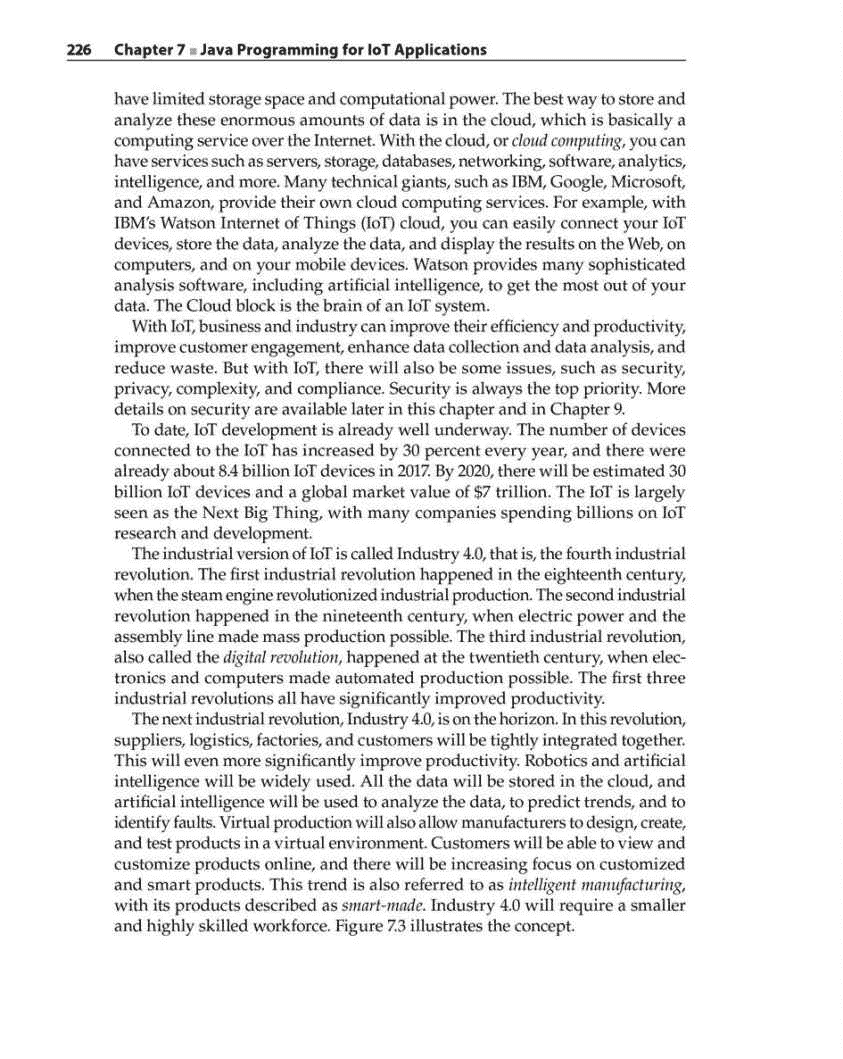 226 Chapter 7 ■ Java Programming for IoT Applications
have limited storage space and computational power. The best way to store and
analyze these enormous amounts of data is in the cloud, which is basically a
computing service over the Internet. With the cloud, or cloud computing, you can
have services such as servers, storage, databases, networking, software, analytics,
intelligence, and more. Many technical giants, such as IBM, Google, Microsoft,
and Amazon, provide their own cloud computing services. For example, with
IBM’s Watson Internet of Things (IoT) cloud, you can easily connect your IoT
devices, store the data, analyze the data, and display the results on the Web, on
computers, and on your mobile devices. Watson provides many sophisticated
analysis software, including artificial intelligence, to get the most out of your
data. The Cloud block is the brain of an IoT system.
With IoT, business and industry can improve their efficiency and productivity,
improve customer engagement, enhance data collection and data analysis, and
reduce waste. But with IoT, there will also be some issues, such as security,
privacy, complexity, and compliance. Security is always the top priority. More
details on security are available later in this chapter and in Chapter 9.
To date, IoT development is already well underway. The number of devices
connected to the IoT has increased by 30 percent every year, and there were
already about 8.4 billion IoT devices in 2017. By 2020, there will be estimated 30
billion IoT devices and a global market value of $7 trillion. The IoT is largely
seen as the Next Big Thing, with many companies spending billions on IoT
research and development.
The industrial version of IoT is called Industry 4.0, that is, the fourth industrial
revolution. The first industrial revolution happened in the eighteenth century,
when the steam engine revolutionized industrial production. The second industrial
revolution happened in the nineteenth century, when electric power and the
assembly line made mass production possible. The third industrial revolution,
also called the digital revolution, happened at the twentieth century, when elec-
tronics and computers made automated production possible. The first three
industrial revolutions all have significantly improved productivity.
The next industrial revolution, Industry 4.0, is on the horizon. In this revolution,
suppliers, logistics, factories, and customers will be tightly integrated together.
This will even more significantly improve productivity. Robotics and artificial
intelligence will be widely used. All the data will be stored in the cloud, and
artificial intelligence will be used to analyze the data, to predict trends, and to
identify faults. Virtual production will also allow manufacturers to design, create,
and test products in a virtual environment. Customers will be able to view and
customize products online, and there will be increasing focus on customized
and smart products. This trend is also referred to as intelligent manufacturing,
with its products described as smart-made. Industry 4.0 will require a smaller
and highly skilled workforce. Figure 7.3 illustrates the concept.